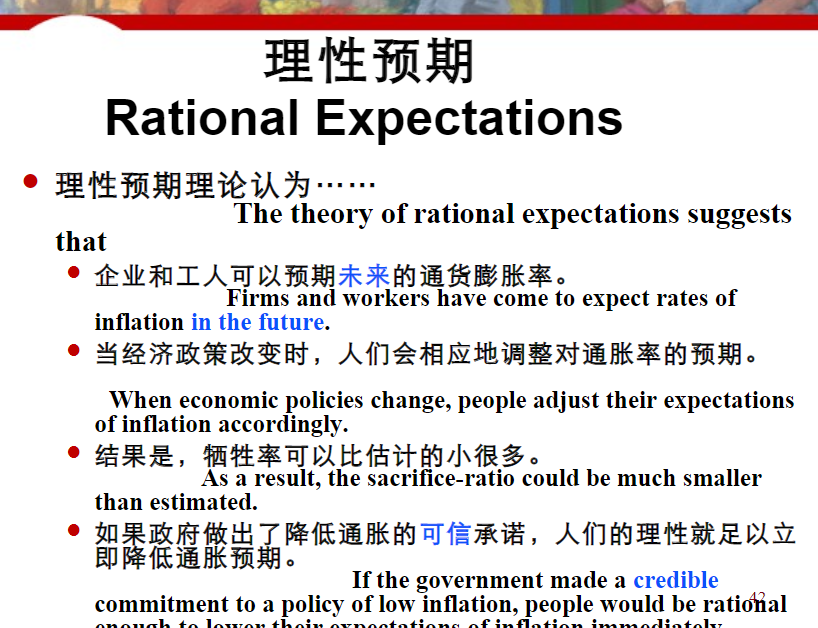 理性预期
Rational Expectations
理性预期理论认为……
The theory of rational expectations suggests
that
企业和工人可以预期未来的通货膨胀率。
Firms and workers have come to expect rates of
inflation in the future.
当经济政策改变时，人们会相应地调整对通胀率的预期。
When economic policies change, people adjust their expectations
of inflation accordingly.
结果是，牺牲率可以比估计的小很多。
As a result, the sacrifice-ratio could be much smaller
than estimated.
如果政府做出了降低通胀的可信承诺，人们的理性就足以立
即降低通胀预期。
If the government made a credible
42
commitment to a policy of low inflation, people would be rational
enough to lower their expectations of inflation immediately